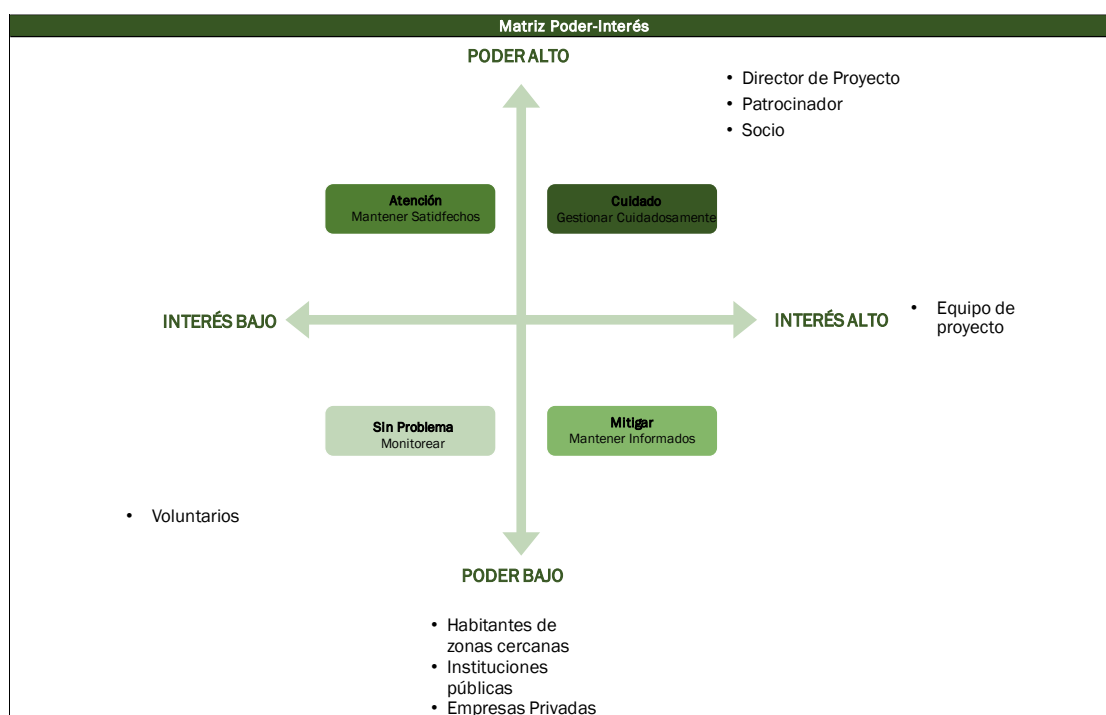 Matriz Poder-Interés
PODER ALTO
• Director de Proyecto
• Patrocinador
• Socio
Atención
Mantener Satidfechos
Cuidado
Gestionar Cuidadosamente
INTERÉS BAJO
INTERÉS ALTO
• Equipo de
proyecto
Sin Problema
Monitorear
Mitigar
Mantener Informados
• Voluntarios
PODER BAJO
• Habitantes de
zonas cercanas
• Instituciones
públicas
• Empresas Privadas